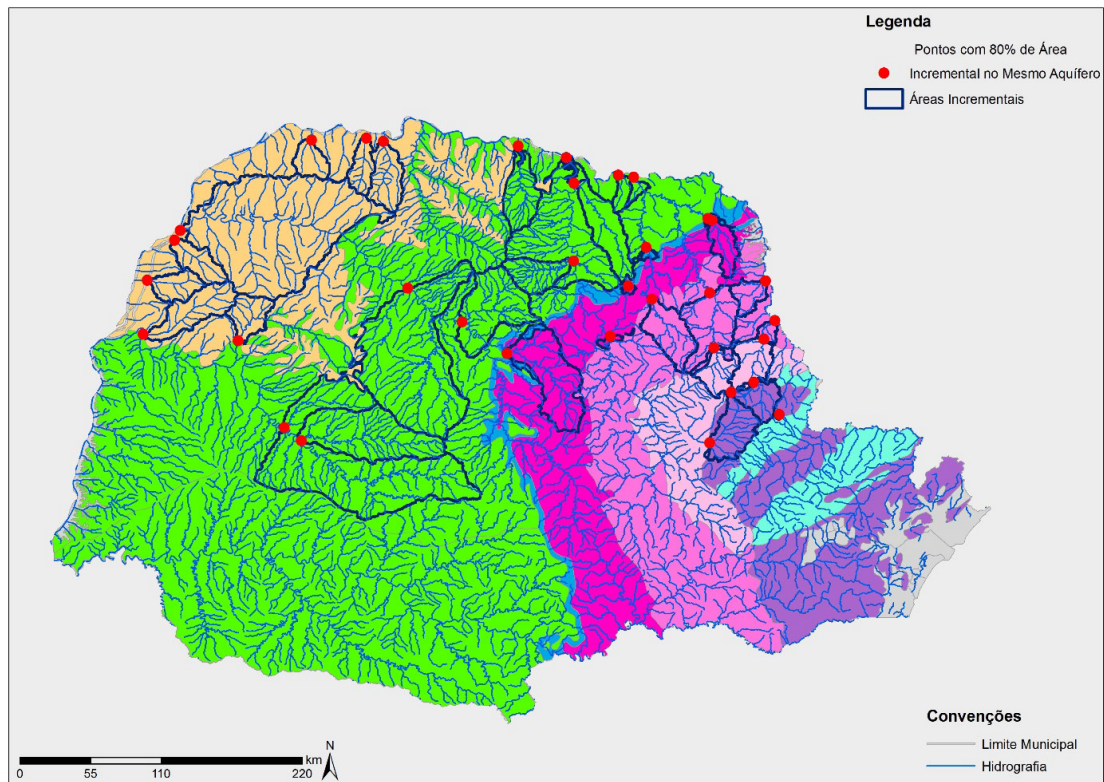 Legenda
Pontos com 80% de Área
Incremental no Mesmo Aquífero
Áreas Incrementais
Convenções
Limite Municipal
Hidrografia
N
km
0 55 110 220